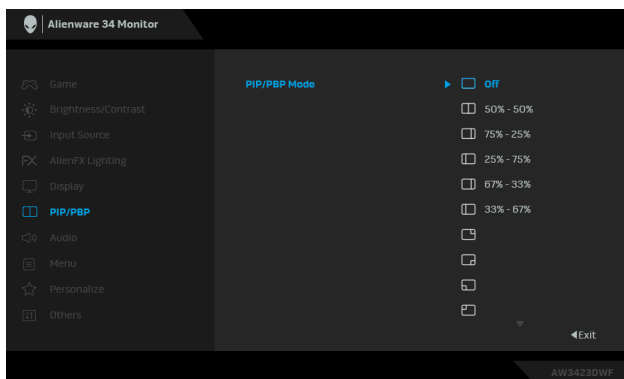 Alienware 34 Monitor
Game
PIP/PBP Mode
Off
Brightness/Contrast
50% - 50%
Input Source
75% - 25%
AlienFX Lighting
25% - 75%
Display
67% - 33%
PIP/PBP
33% - 67%
Audio
Menu
Personalize
Others
Exit
AW3423DWF